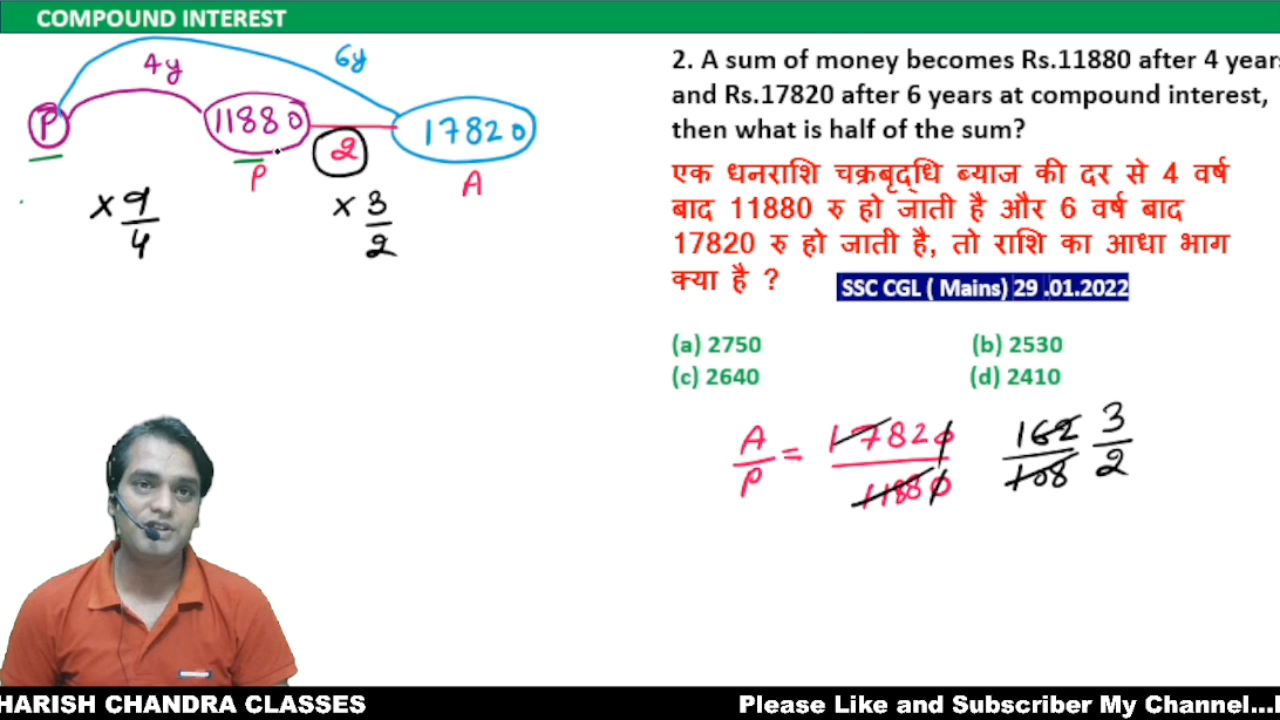 COMPOUND INTEREST
4y
6y
P
11880
2
17820
P
A
× 9/4
× 3/2
2. A sum of money becomes Rs.11880 after 4 years
and Rs.17820 after 6 years at compound interest,
then what is half of the sum?
एक धनराशि चक्रबृद्धि ब्याज की दर से 4 वर्ष
बाद 11880 रु हो जाती है और 6 वर्ष बाद
17820 रु हो जाती है, तो राशि का आधा भाग
क्या है ?
SSC CGL ( Mains) 29 .01.2022
(a) 2750 (b) 2530
(c) 2640 (d) 2410
A/P = 17820/11880 162/108 3/2
HARISH CHANDRA CLASSES
Please Like and Subscriber My Channel...